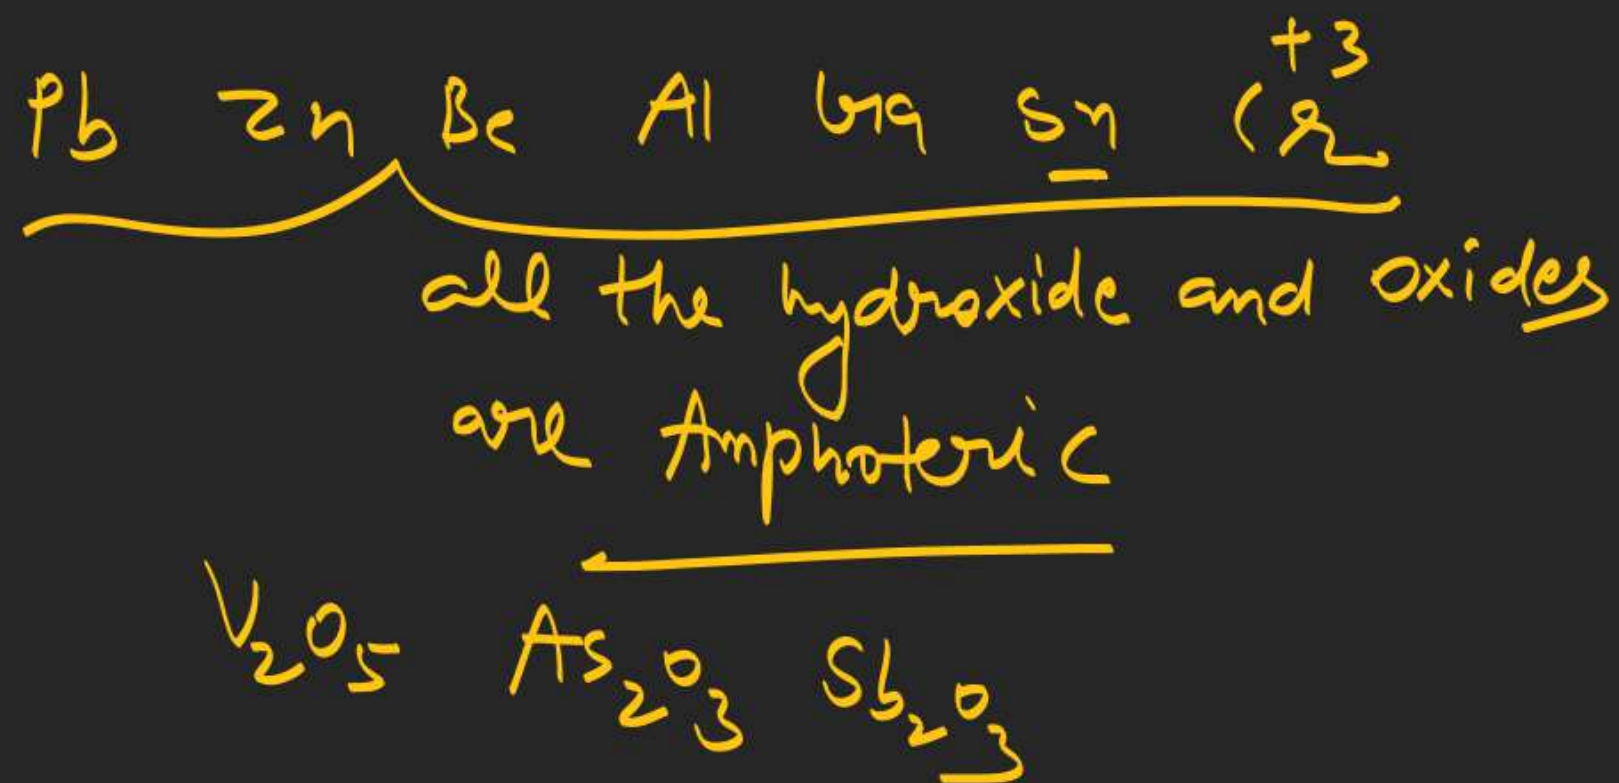 Pb Zn Be Al Ga Sn Cr+3
all the hydroxide and oxides
are Amphoteric
V2O5 As2O3 Sb2O3